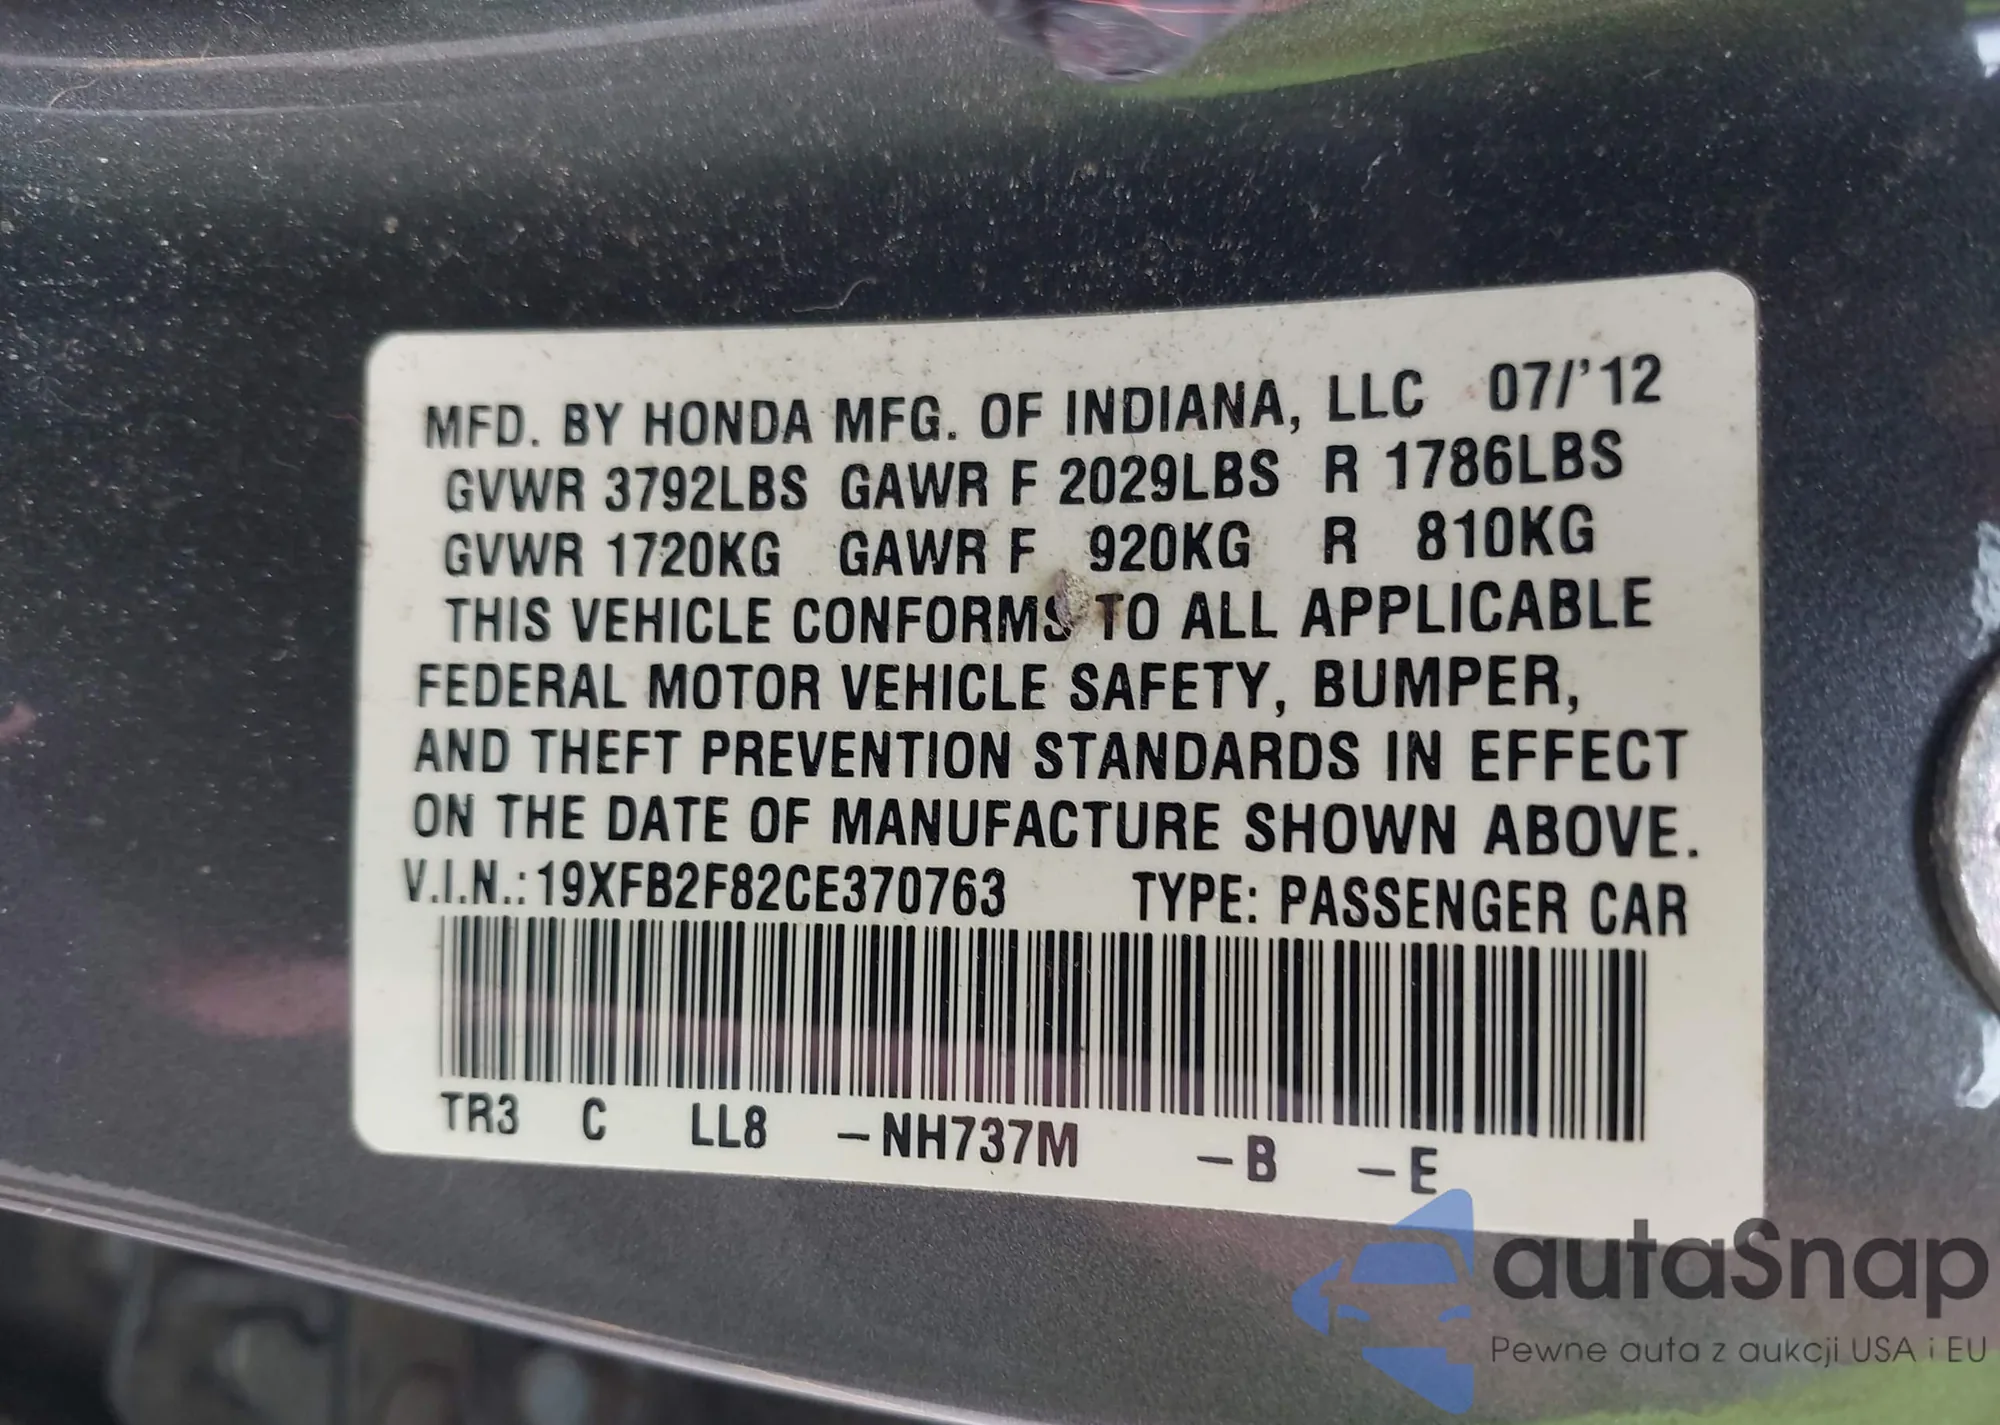 MFD. BY HONDA MFG. OF INDIANA, LLC 07/'12
GVWR 3792LBS GAWR F 2029LBS R 1786LBS
GVWR 1720KG GAWR F 920KG R 810KG
THIS VEHICLE CONFORMS TO ALL APPLICABLE
FEDERAL MOTOR VEHICLE SAFETY, BUMPER,
AND THEFT PREVENTION STANDARDS IN EFFECT
ON THE DATE OF MANUFACTURE SHOWN ABOVE.
V.I.N.: 19XFB2F82CE370763 TYPE: PASSENGER CAR
TR3 C LL8 –NH737M –B –E
autaSnap
Pewne auta z aukcji USA i EU